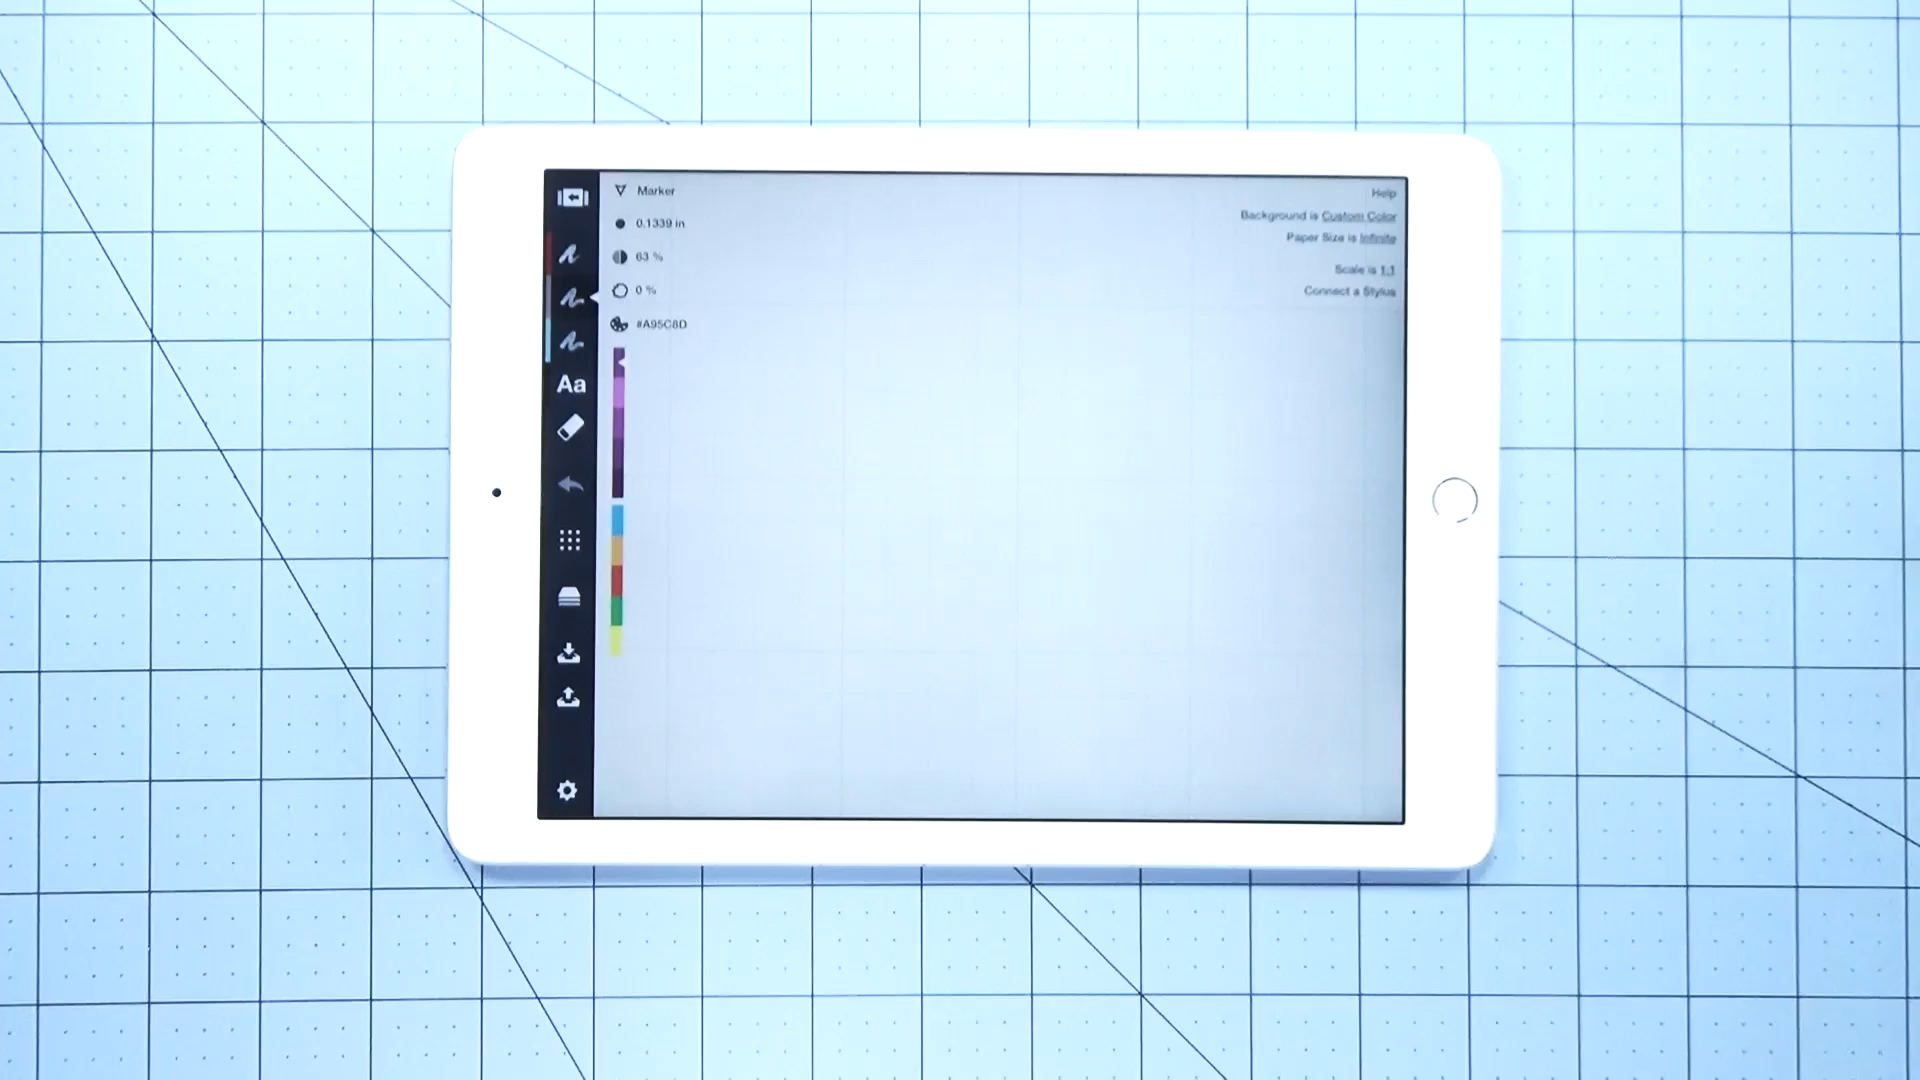 Marker
0.1339 in
63 %
0 %
#A95C8D
Aa
Help
Background is Custom Color
Paper Size is Infinite
Scale is 1:1
Connect a Stylus